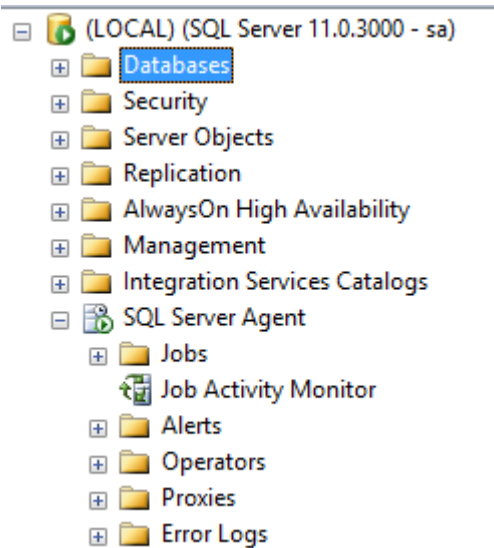 (LOCAL) (SQL Server 11.0.3000 - sa)
Databases
Security
Server Objects
Replication
AlwaysOn High Availability
Management
Integration Services Catalogs
SQL Server Agent
Jobs
Job Activity Monitor
Alerts
Operators
Proxies
Error Logs